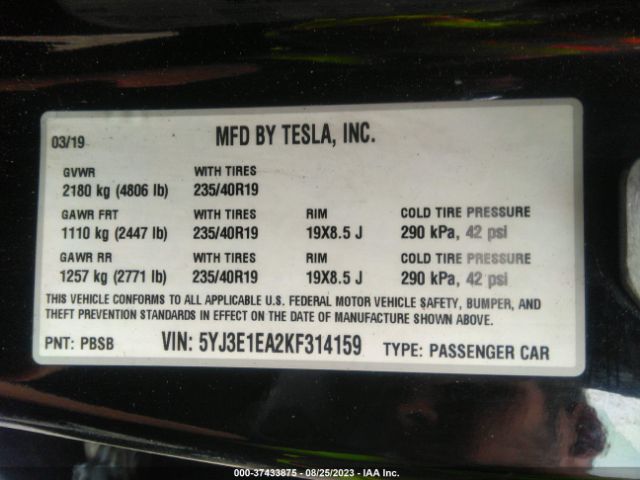 03/19 MFD BY TESLA, INC.
GVWR WITH TIRES
2180 kg (4806 lb) 235/40R19
GAWR FRT WITH TIRES RIM COLD TIRE PRESSURE
1110 kg (2447 lb) 235/40R19 19X8.5 J 290 kPa, 42 psi
GAWR RR WITH TIRES RIM COLD TIRE PRESSURE
1257 kg (2771 lb) 235/40R19 19X8.5 J 290 kPa, 42 psi
THIS VEHICLE CONFORMS TO ALL APPLICABLE U.S. FEDERAL MOTOR VEHICLE SAFETY, BUMPER, AND
THEFT PREVENTION STANDARDS IN EFFECT ON THE DATE OF MANUFACTURE SHOWN ABOVE.
PNT: PBSB VIN: 5YJ3E1EA2KF314159 TYPE: PASSENGER CAR
000-37433875 - 08/25/2023 - IAA Inc.